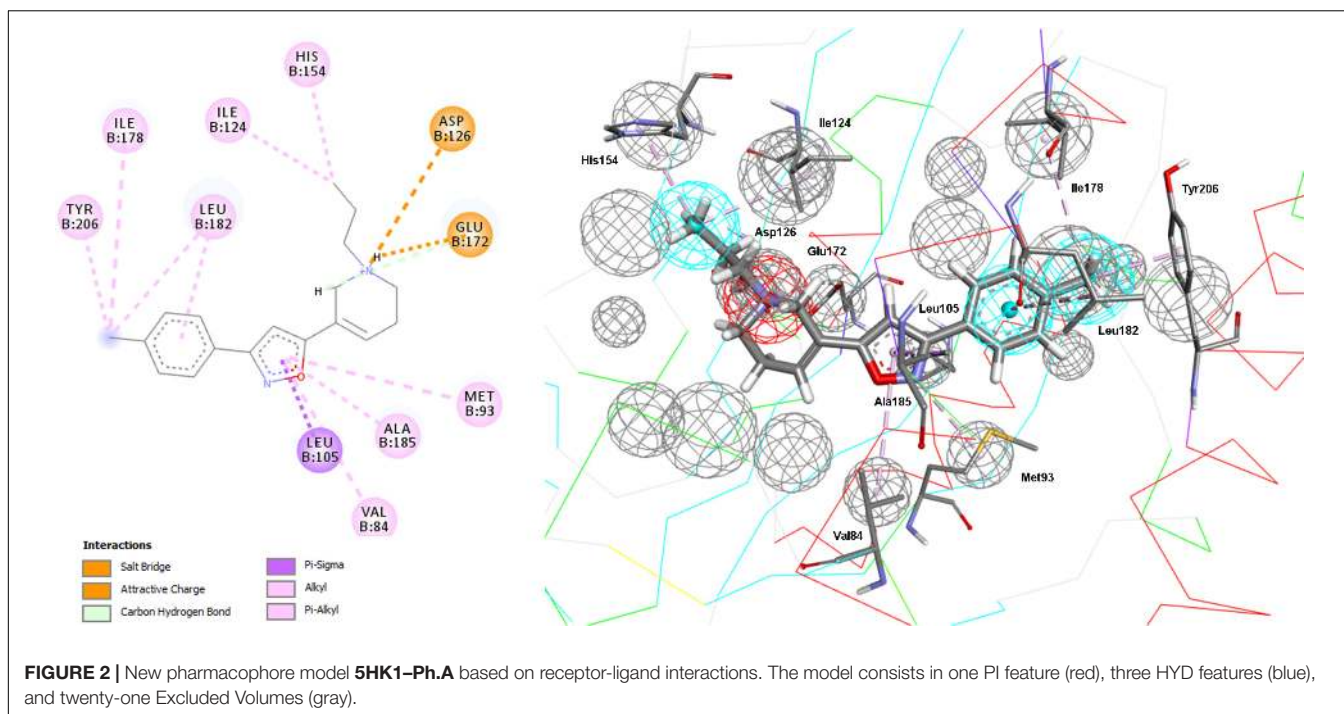 HIS
B:154
ILE
B:124
ILE
B:178
ASP
B:126
TYR
B:206
LEU
B:182
GLU
B:172
H
+N
H
N
O
MET
B:93
ALA
B:185
LEU
B:105
VAL
B:84
Interactions
Salt Bridge
Attractive Charge
Carbon Hydrogen Bond
Pi-Sigma
Alkyl
Pi-Alkyl
His154
Ile124
Ile178
Tyr206
Asp126
Glu172
Leu105
Leu182
Ala185
Met93
Val84
FIGURE 2 | New pharmacophore model 5HK1–Ph.A based on receptor-ligand interactions. The model consists in one PI feature (red), three HYD features (blue),
and twenty-one Excluded Volumes (gray).